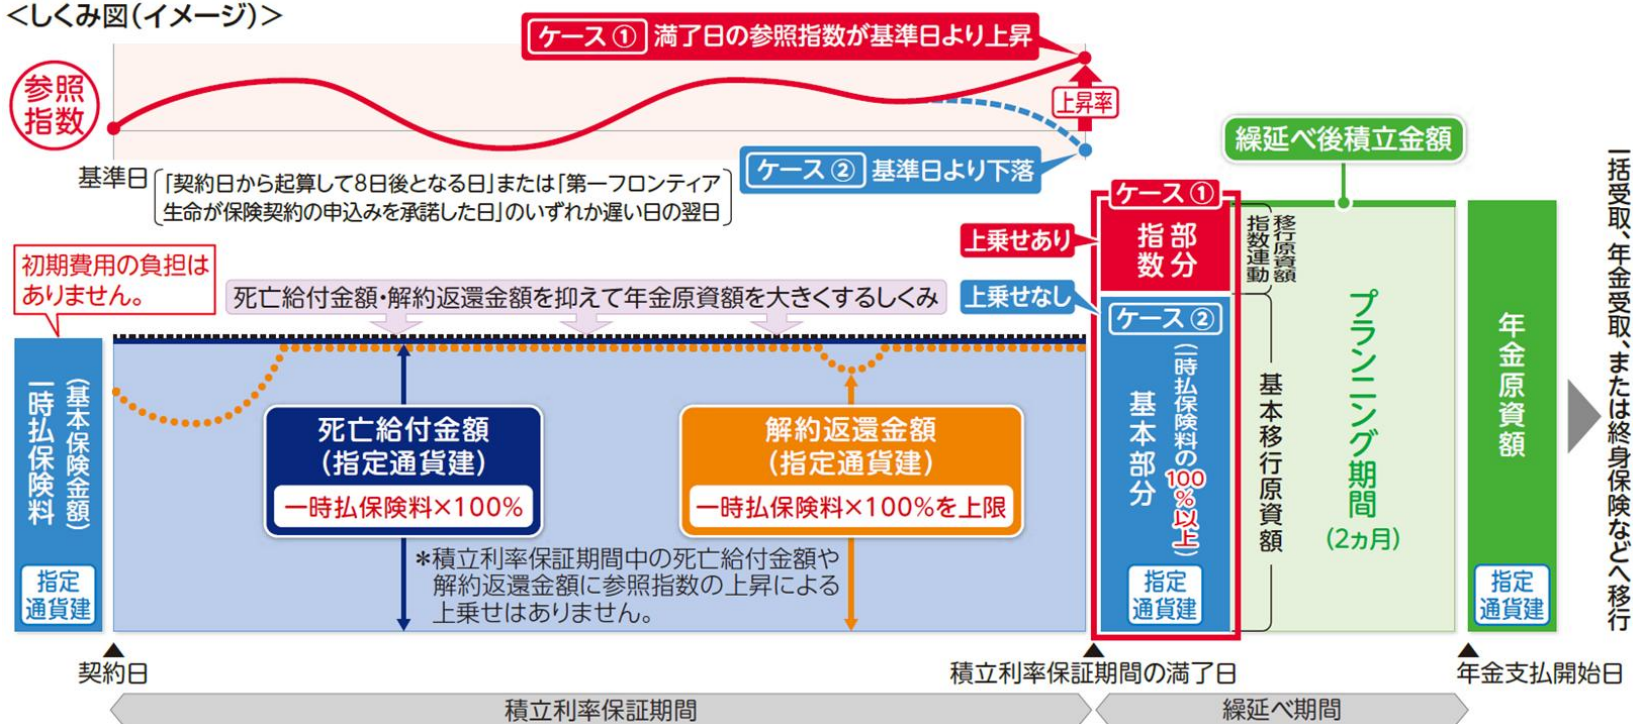 <しくみ図(イメージ)>
ケース① 満了日の参照指数が基準日より上昇
参照
指数
上昇率
ケース② 基準日より下落
基準日
「契約日から起算して8日後となる日」または「第一フロンティア
生命が保険契約の申込みを承諾した日」のいずれか遅い日の翌日
初期費用の負担は
ありません。
死亡給付金額・解約返還金額を抑えて年金原資額を大きくするしくみ
上乗せあり
上乗せなし
ケース①
指数
部分
指数連動
移行原資額
ケース②
基本部分
(一時払保険料の100%以上)
指定
通貨建
基本移行原資額
繰延べ後積立金額
プランニング期間
(2ヵ月)
年金原資額
指定
通貨建
一括受取、年金受取、または終身保険などへ移行
一時払保険料
(基本保険金額)
指定
通貨建
死亡給付金額
(指定通貨建)
一時払保険料×100%
解約返還金額
(指定通貨建)
一時払保険料×100%を上限
*積立利率保証期間中の死亡給付金額や
解約返還金額に参照指数の上昇による
上乗せはありません。
契約日
積立利率保証期間の満了日
年金支払開始日
積立利率保証期間
繰延べ期間